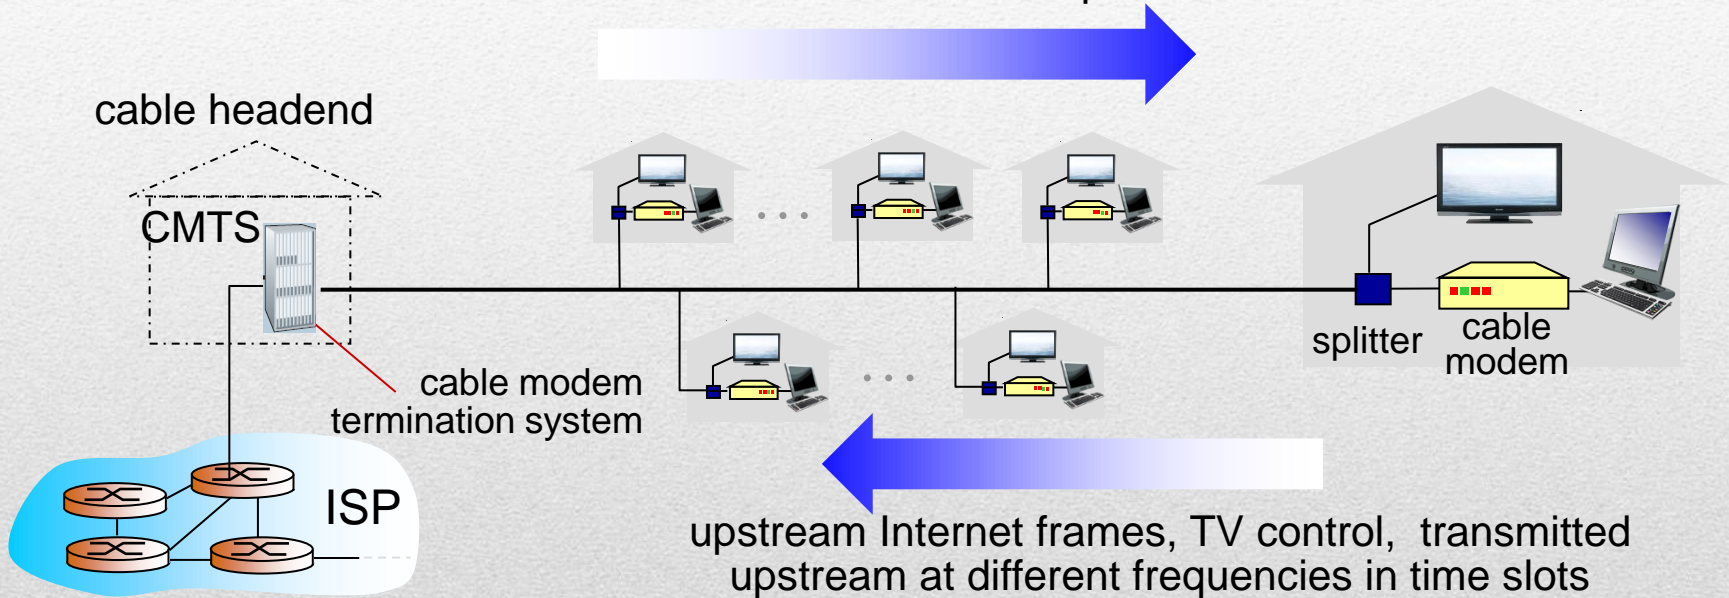 cable headend
CMTS
cable modem
termination system
ISP
splitter
cable
modem
upstream Internet frames, TV control, transmitted
upstream at different frequencies in time slots